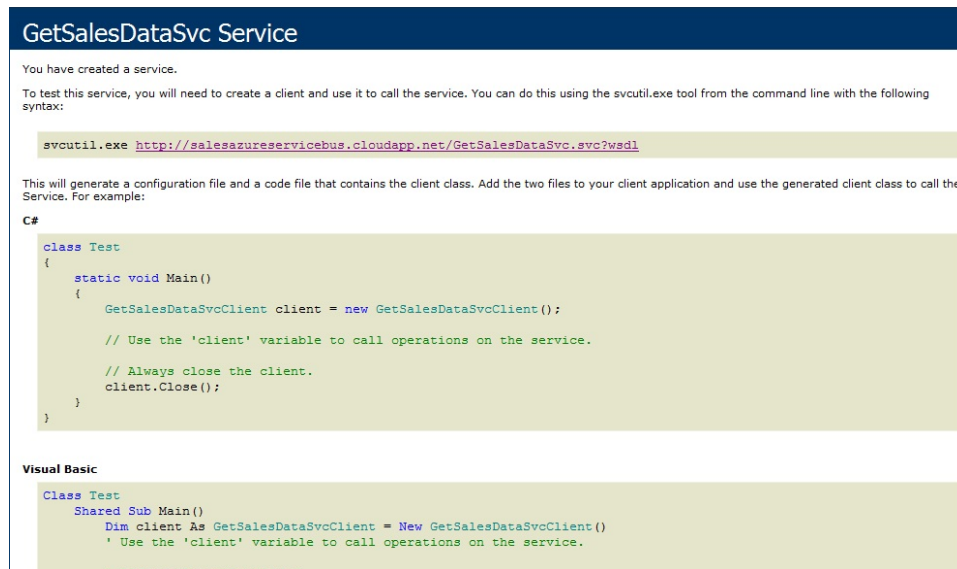 GetSalesDataSvc Service
You have created a service.
To test this service, you will need to create a client and use it to call the service. You can do this using the svcutil.exe tool from the command line with the following
syntax:
svcutil.exe http://salesazureservicebus.cloudapp.net/GetSalesDataSvc.svc?wsdl
This will generate a configuration file and a code file that contains the client class. Add the two files to your client application and use the generated client class to call the
Service. For example:
C#
class Test
{
    static void Main()
    {
        GetSalesDataSvcClient client = new GetSalesDataSvcClient();
        // Use the 'client' variable to call operations on the service.
        // Always close the client.
        client.Close();
    }
}
Visual Basic
Class Test
    Shared Sub Main()
        Dim client As GetSalesDataSvcClient = New GetSalesDataSvcClient()
        ' Use the 'client' variable to call operations on the service.